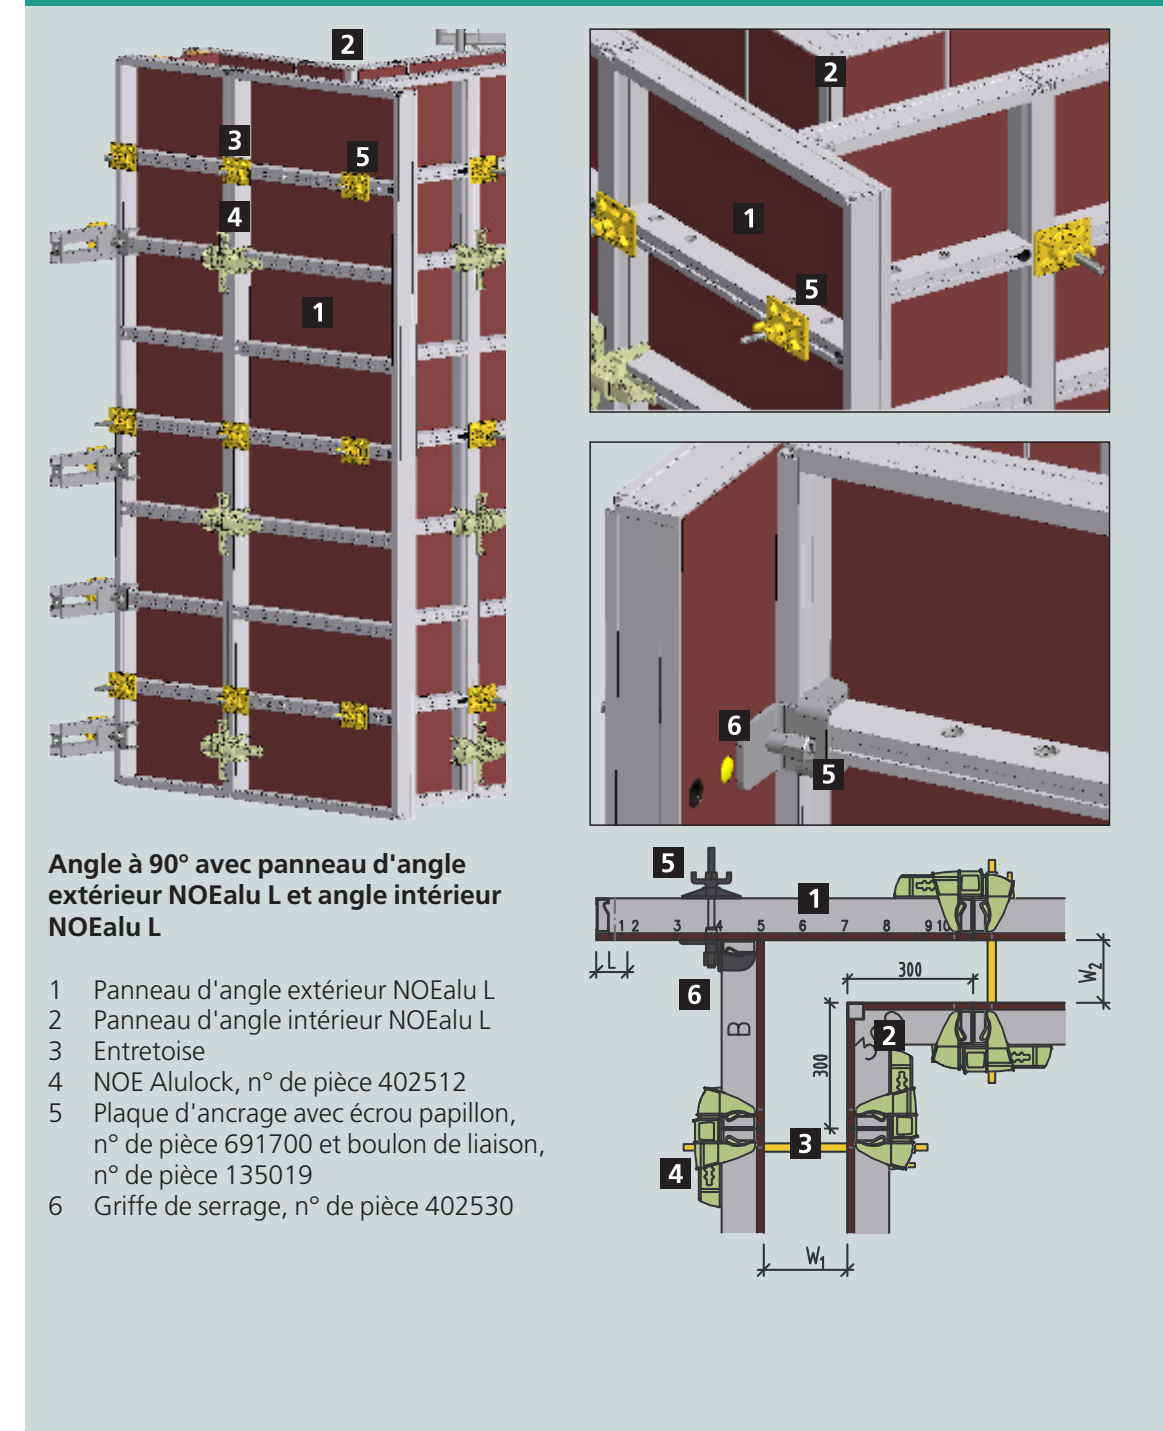 2
3
5
4
1
2
1
5
6
5
Angle à 90° avec panneau d'angle
extérieur NOEalu L et angle intérieur
NOEalu L
1 Panneau d'angle extérieur NOEalu L
2 Panneau d'angle intérieur NOEalu L
3 Entretoise
4 NOE Alulock, n° de pièce 402512
5 Plaque d'ancrage avec écrou papillon,
n° de pièce 691700 et boulon de liaison,
n° de pièce 135019
6 Griffe de serrage, n° de pièce 402530
5
1
1 2 3 4 5 6 7 8 9 10
L
300
W2
6
B
2
300
3
4
W1